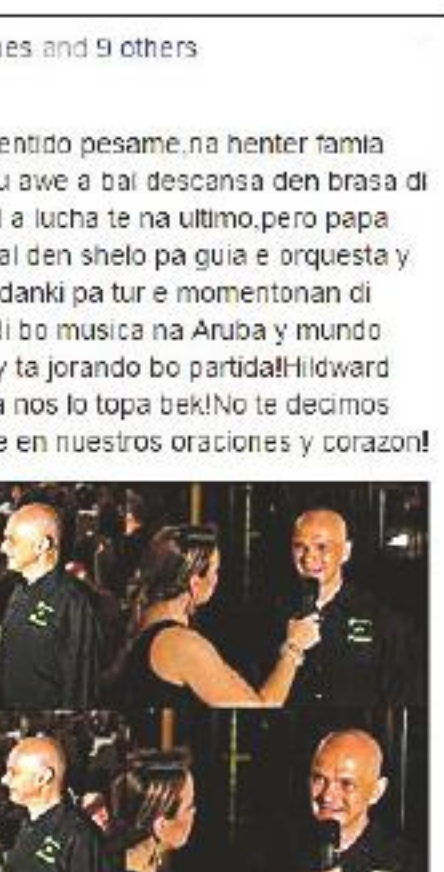 nes and 9 others
entido pesame,na henter famia
u awe a bai descansa den brasa di
l a lucha te na ultimo,pero papa
al den shelo pa guia e orquesta y
danki pa tur e momentonan di
di bo musica na Aruba y mundo
y ta jorando bo partida!Hildward
a nos lo topa bek!No te decimos
e en nuestros oraciones y corazon!